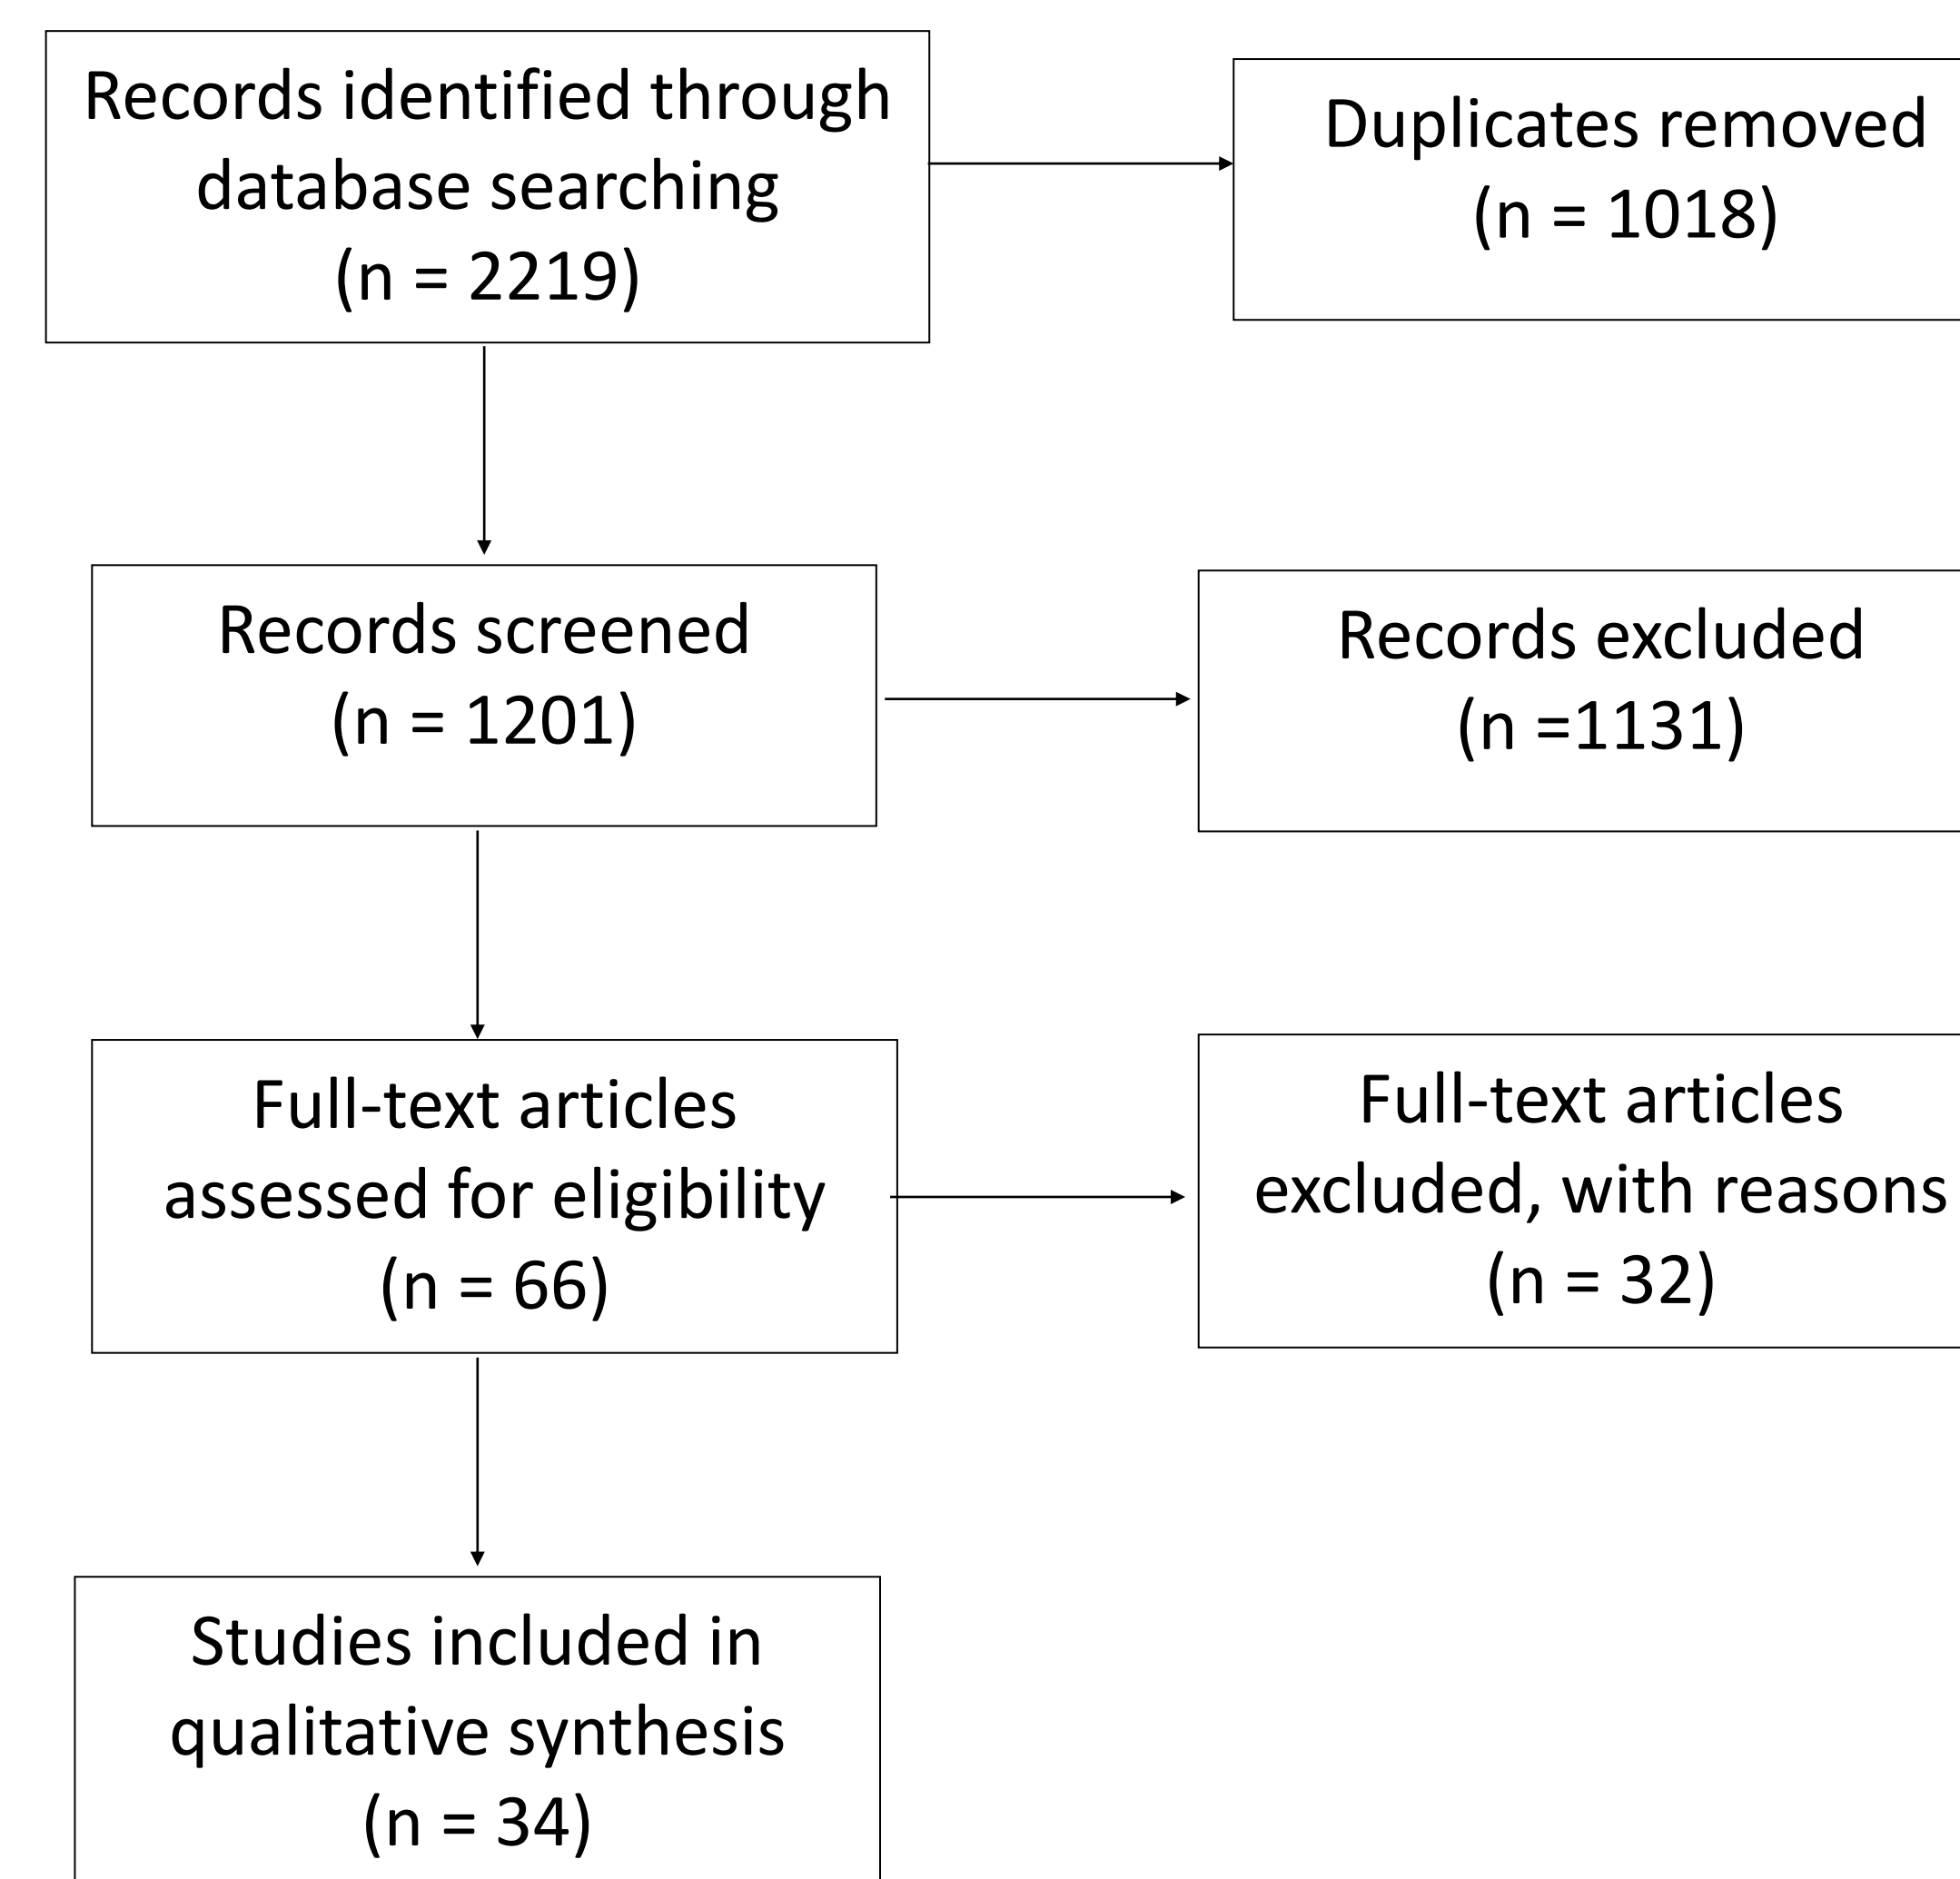 Records identified through
database searching
(n = 2219)
Duplicates removed
(n = 1018)
Records screened
(n = 1201)
Records excluded
(n =1131)
Full-text articles
assessed for eligibility
(n = 66)
Full-text articles
excluded, with reasons
(n = 32)
Studies included in
qualitative synthesis
(n = 34)